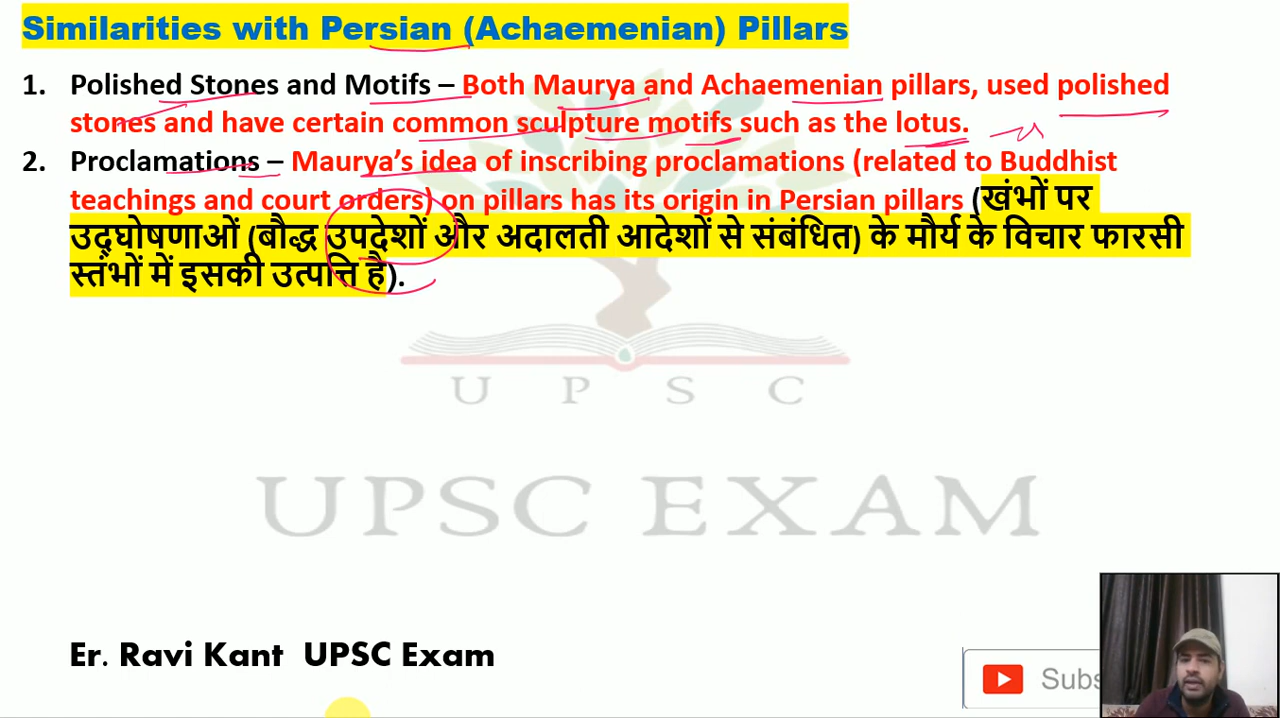 Similarities with Persian (Achaemenian) Pillars
1. Polished Stones and Motifs – Both Maurya and Achaemenian pillars, used polished
stones and have certain common sculpture motifs such as the lotus.
2. Proclamations – Maurya's idea of inscribing proclamations (related to Buddhist
teachings and court orders) on pillars has its origin in Persian pillars (खंभों पर
उद्घोषणाओं (बौद्ध उपदेशों और अदालती आदेशों से संबंधित) के मौर्य के विचार फारसी
स्तंभों में इसकी उत्पत्ति है).
UPSC
UPSC EXAM
Er. Ravi Kant UPSC Exam